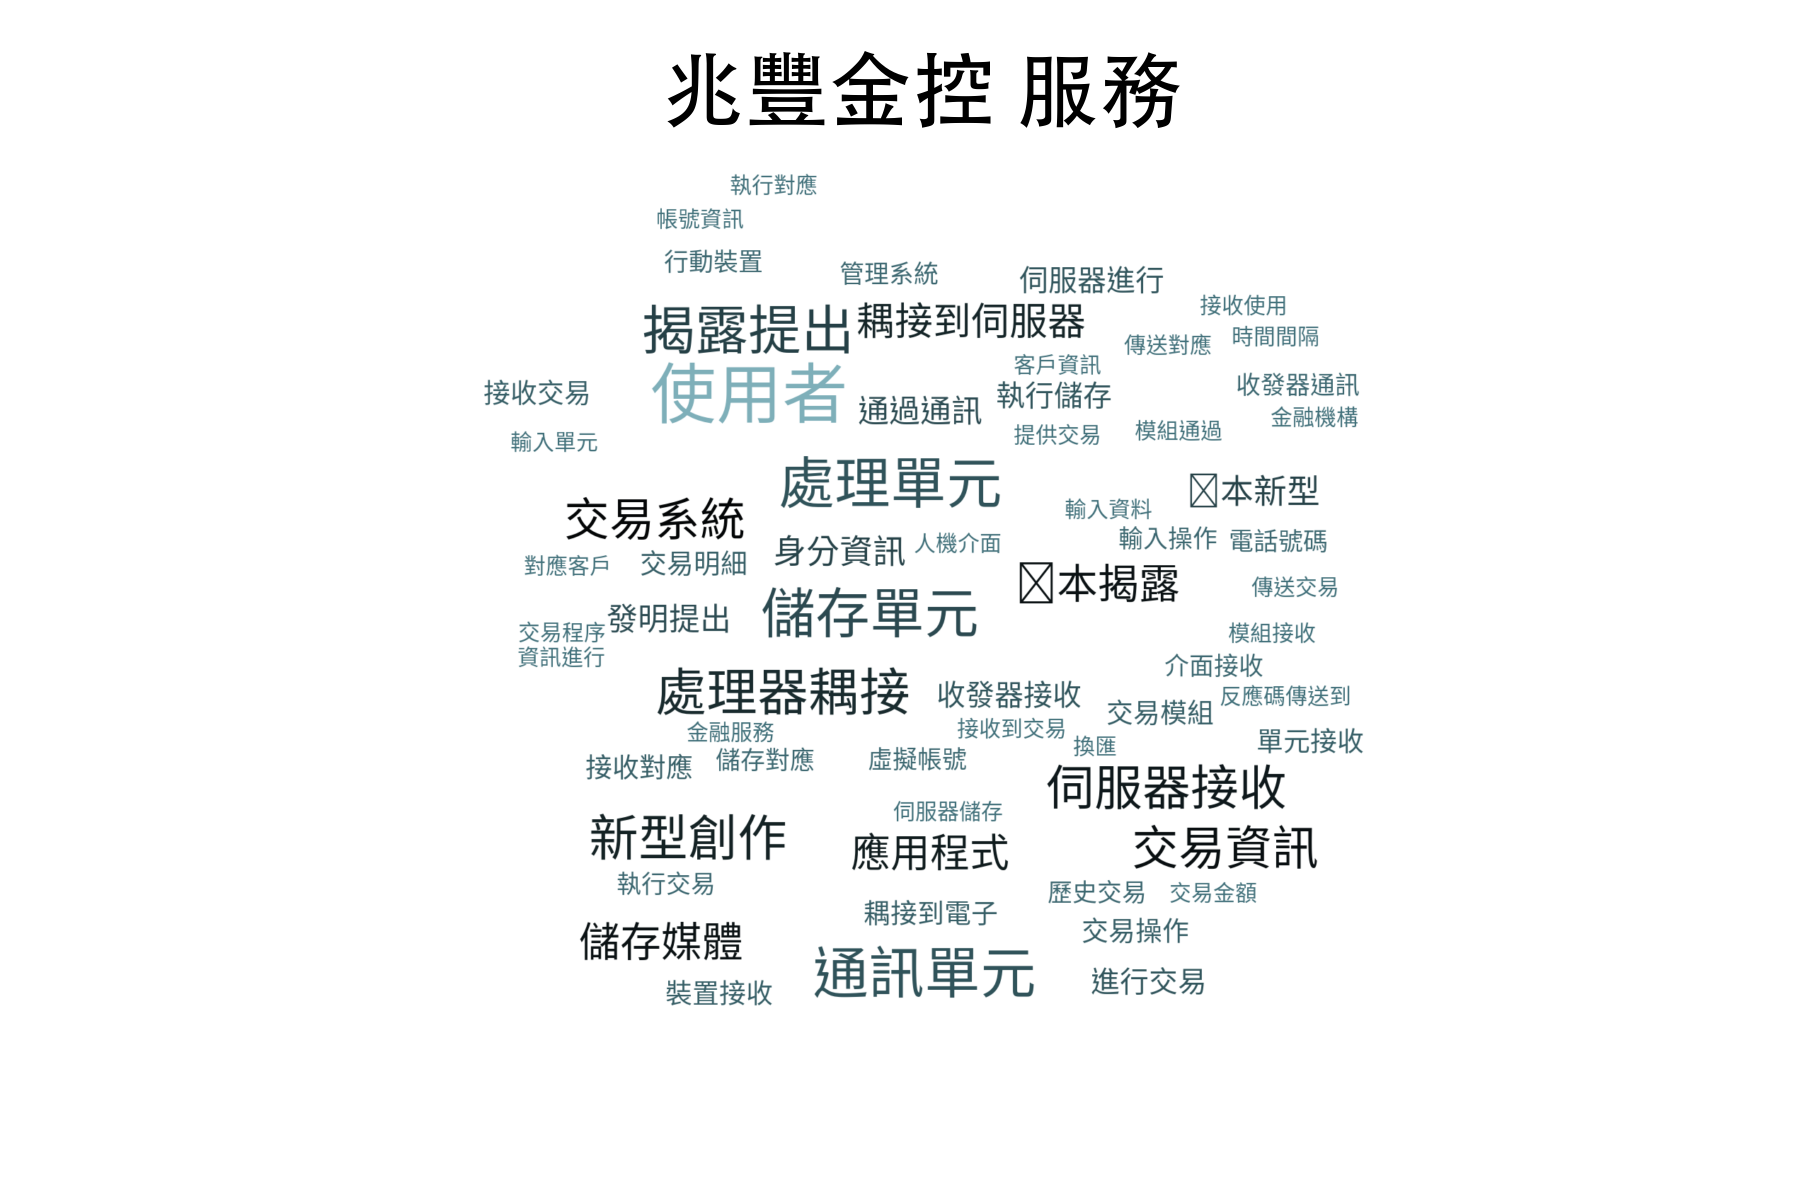 兆豐金控 服務
執行對應
帳號資訊
行動裝置
管理系統
伺服器進行
接收使用
揭露提出
耦接到伺服器
傳送對應
時間間隔
客戶資訊
接收交易
使用者
通過通訊
執行儲存
收發器通訊
金融機構
輸入單元
提供交易
模組通過
處理單元
本新型
交易系統
輸入資料
身分資訊
人機介面
輸入操作
電話號碼
對應客戶
交易明細
本揭露
傳送交易
儲存單元
發明提出
交易程序
模組接收
資訊進行
介面接收
處理器耦接
收發器接收
反應碼傳送到
交易模組
金融服務
接收到交易
換匯
單元接收
接收對應
儲存對應
虛擬帳號
伺服器接收
伺服器儲存
新型創作
應用程式
交易資訊
執行交易
歷史交易
交易金額
耦接到電子
交易操作
儲存媒體
通訊單元
進行交易
裝置接收